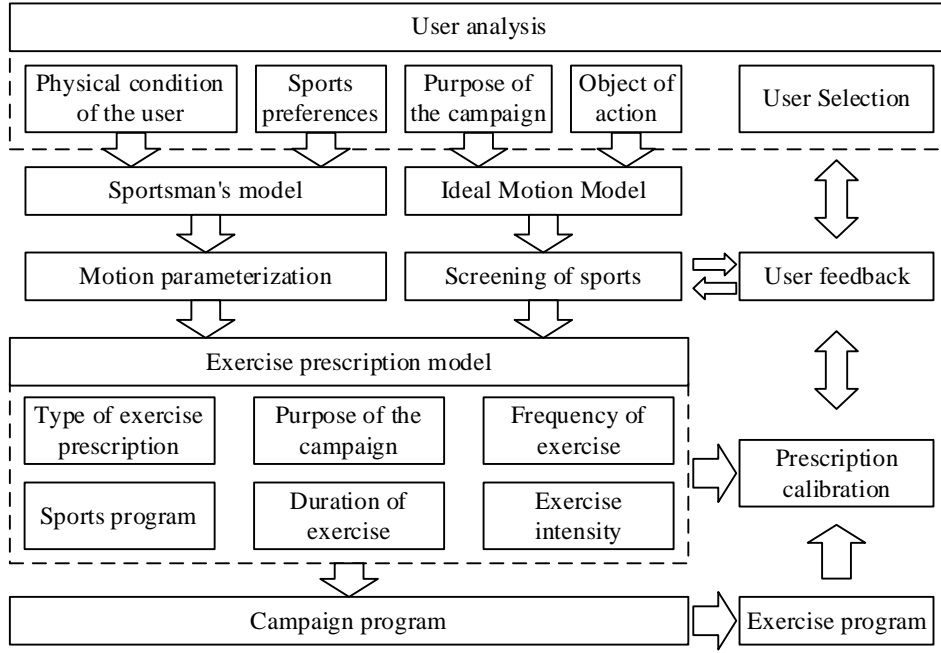 User analysis
Physical condition
of the user
Sports
preferences
Purpose of
the campaign
Object of
action
User Selection
Sportsman's model
Ideal Motion Model
Motion parameterization
Screening of sports
User feedback
Exercise prescription model
Type of exercise
prescription
Purpose of the
campaign
Frequency of
exercise
Sports program
Duration of
exercise
Exercise
intensity
Prescription
calibration
Campaign program
Exercise program